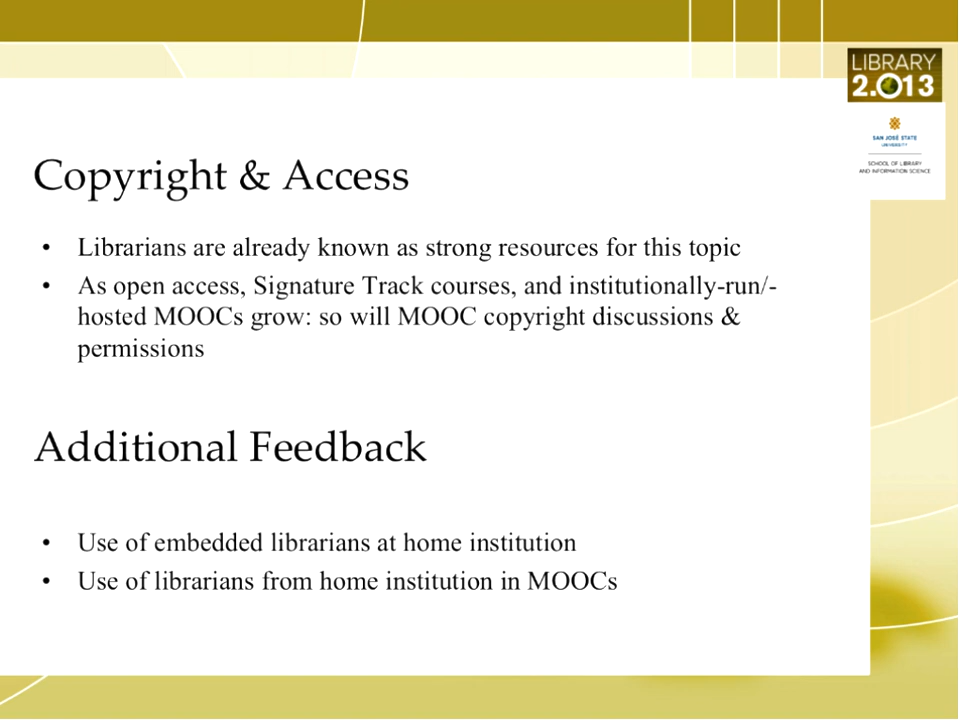 LIBRARY
2.013
SAN JOSÉ STATE
UNIVERSITY
SCHOOL OF LIBRARY
AND INFORMATION SCIENCE
Copyright & Access
• Librarians are already known as strong resources for this topic
• As open access, Signature Track courses, and institutionally-run/-
hosted MOOCs grow: so will MOOC copyright discussions &
permissions
Additional Feedback
• Use of embedded librarians at home institution
• Use of librarians from home institution in MOOCs